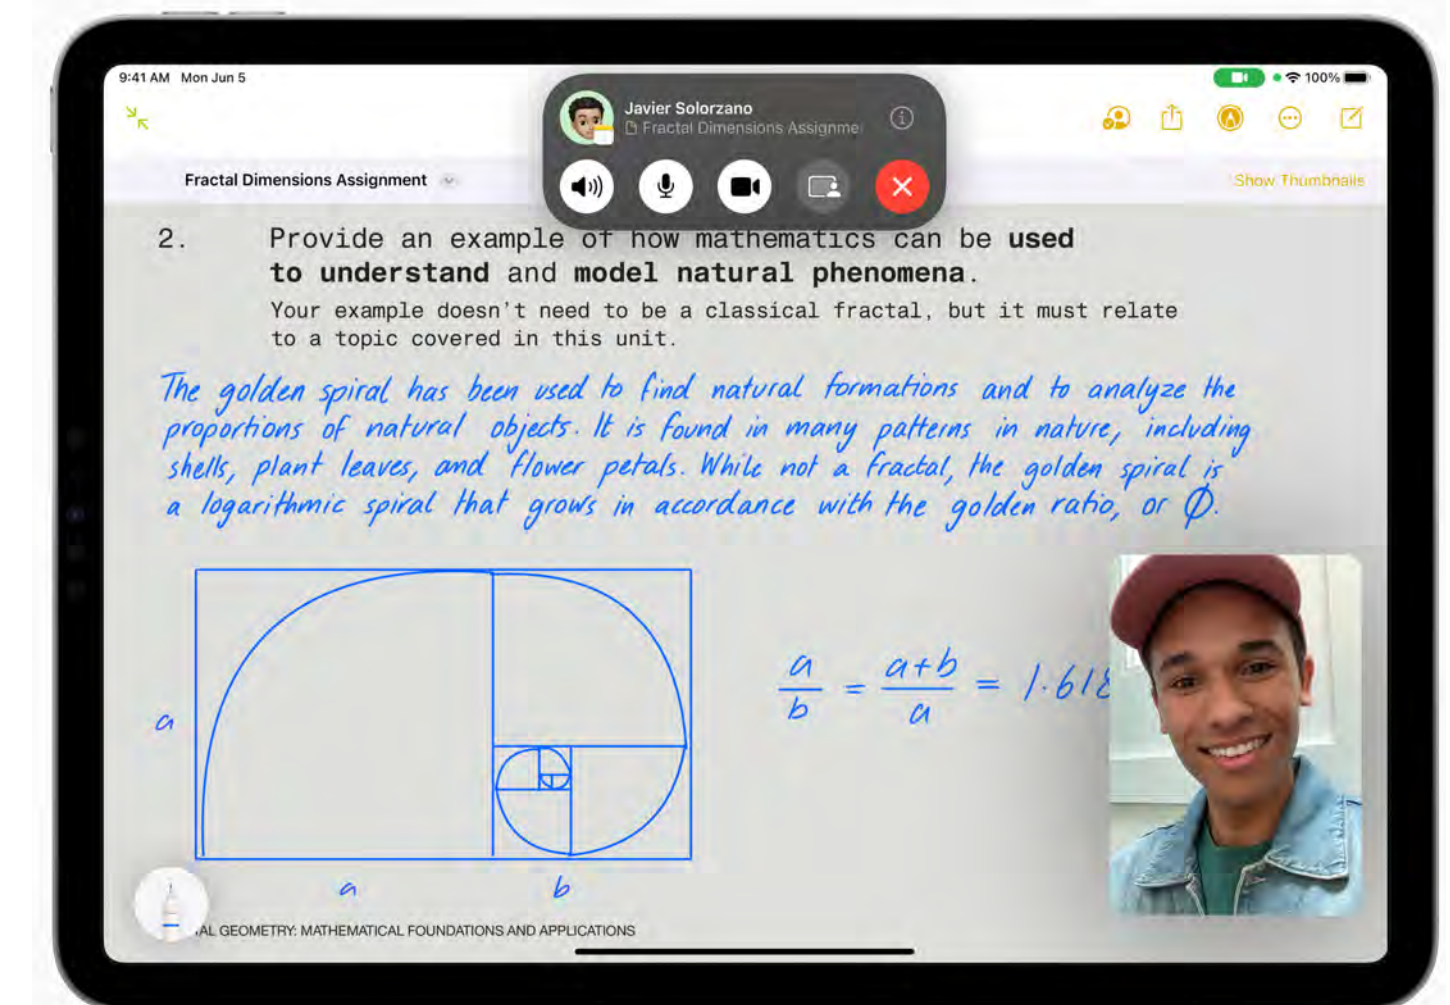 9:41 AM Mon Jun 5
100%
Javier Solorzano
Fractal Dimensions Assignme
Fractal Dimensions Assignment
Show Thumbnails
2. Provide an example of how mathematics can be used
to understand and model natural phenomena.
Your example doesn't need to be a classical fractal, but it must relate
to a topic covered in this unit.
The golden spiral has been used to find natural formations and to analyze the
proportions of natural objects. It is found in many patterns in nature, including
shells, plant leaves, and flower petals. While not a fractal, the golden spiral is
a logarithmic spiral that grows in accordance with the golden ratio, or Ø.
a/b = a+b/a = 1.618
a
a b
AL GEOMETRY: MATHEMATICAL FOUNDATIONS AND APPLICATIONS